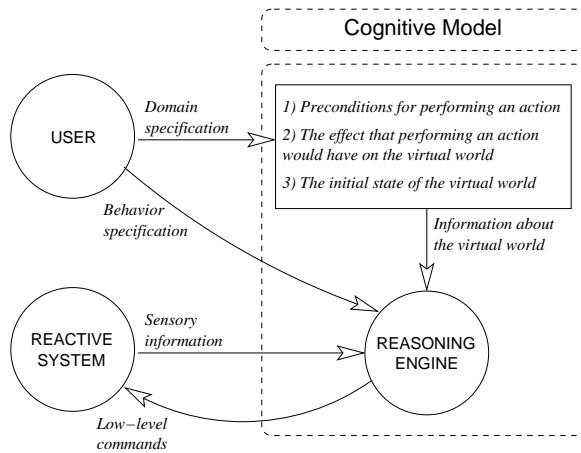 Cognitive Model
USER
Domain
specification
1) Preconditions for performing an action
2) The effect that performing an action
would have on the virtual world
3) The initial state of the virtual world
Behavior
specification
Information about
the virtual world
REACTIVE
SYSTEM
Sensory
information
REASONING
ENGINE
Low−level
commands